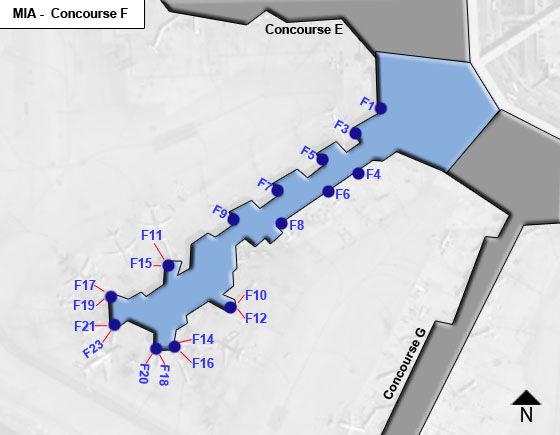 MIA - Concourse F
Concourse E
F1
F3
F5
F4
F7
F6
F9
F8
F11
F15
F17
F10
F19
F12
F21
F14
F23
F16
F20
F18
Concourse G
N